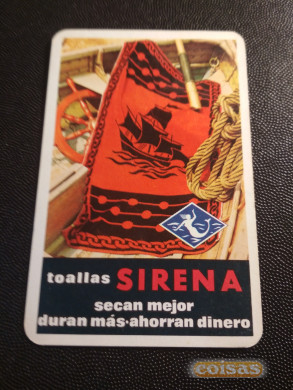 toallas SIRENA
secan mejor
duran más·ahorran dinero
coisas